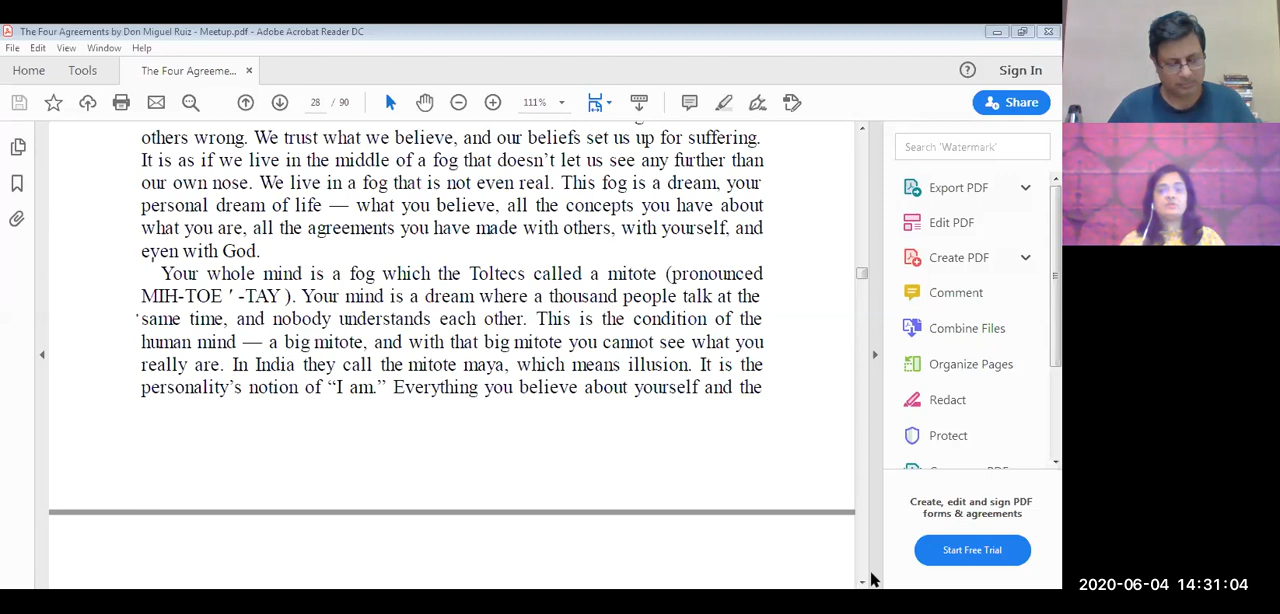 The Four Agreements by Don Miguel Ruiz - Meetup.pdf - Adobe Acrobat Reader DC
File Edit View Window Help
Home Tools The Four Agreeme... × Sign In
28 / 90 111% Share
others wrong. We trust what we believe, and our beliefs set us up for suffering.
It is as if we live in the middle of a fog that doesn't let us see any further than
our own nose. We live in a fog that is not even real. This fog is a dream, your
personal dream of life — what you believe, all the concepts you have about
what you are, all the agreements you have made with others, with yourself, and
even with God.
Your whole mind is a fog which the Toltecs called a mitote (pronounced
MIH-TOE ′ -TAY ). Your mind is a dream where a thousand people talk at the
same time, and nobody understands each other. This is the condition of the
human mind — a big mitote, and with that big mitote you cannot see what you
really are. In India they call the mitote maya, which means illusion. It is the
personality's notion of “I am.” Everything you believe about yourself and the
Search 'Watermark'
Export PDF
Edit PDF
Create PDF
Comment
Combine Files
Organize Pages
Redact
Protect
Create, edit and sign PDF
forms & agreements
Start Free Trial
2020-06-04 14:31:04